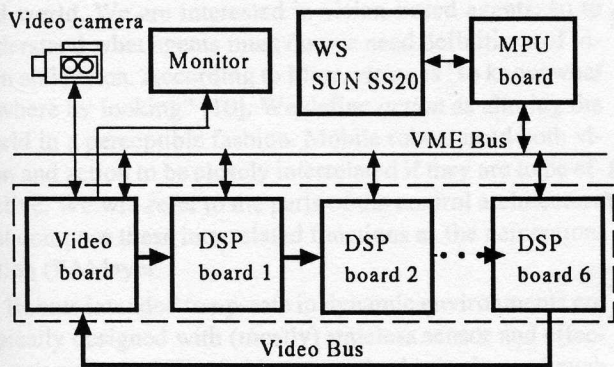 Video camera
Monitor
WS
SUN SS20
MPU
board
VME Bus
Video
board
DSP
board 1
DSP
board 2
DSP
board 6
Video Bus